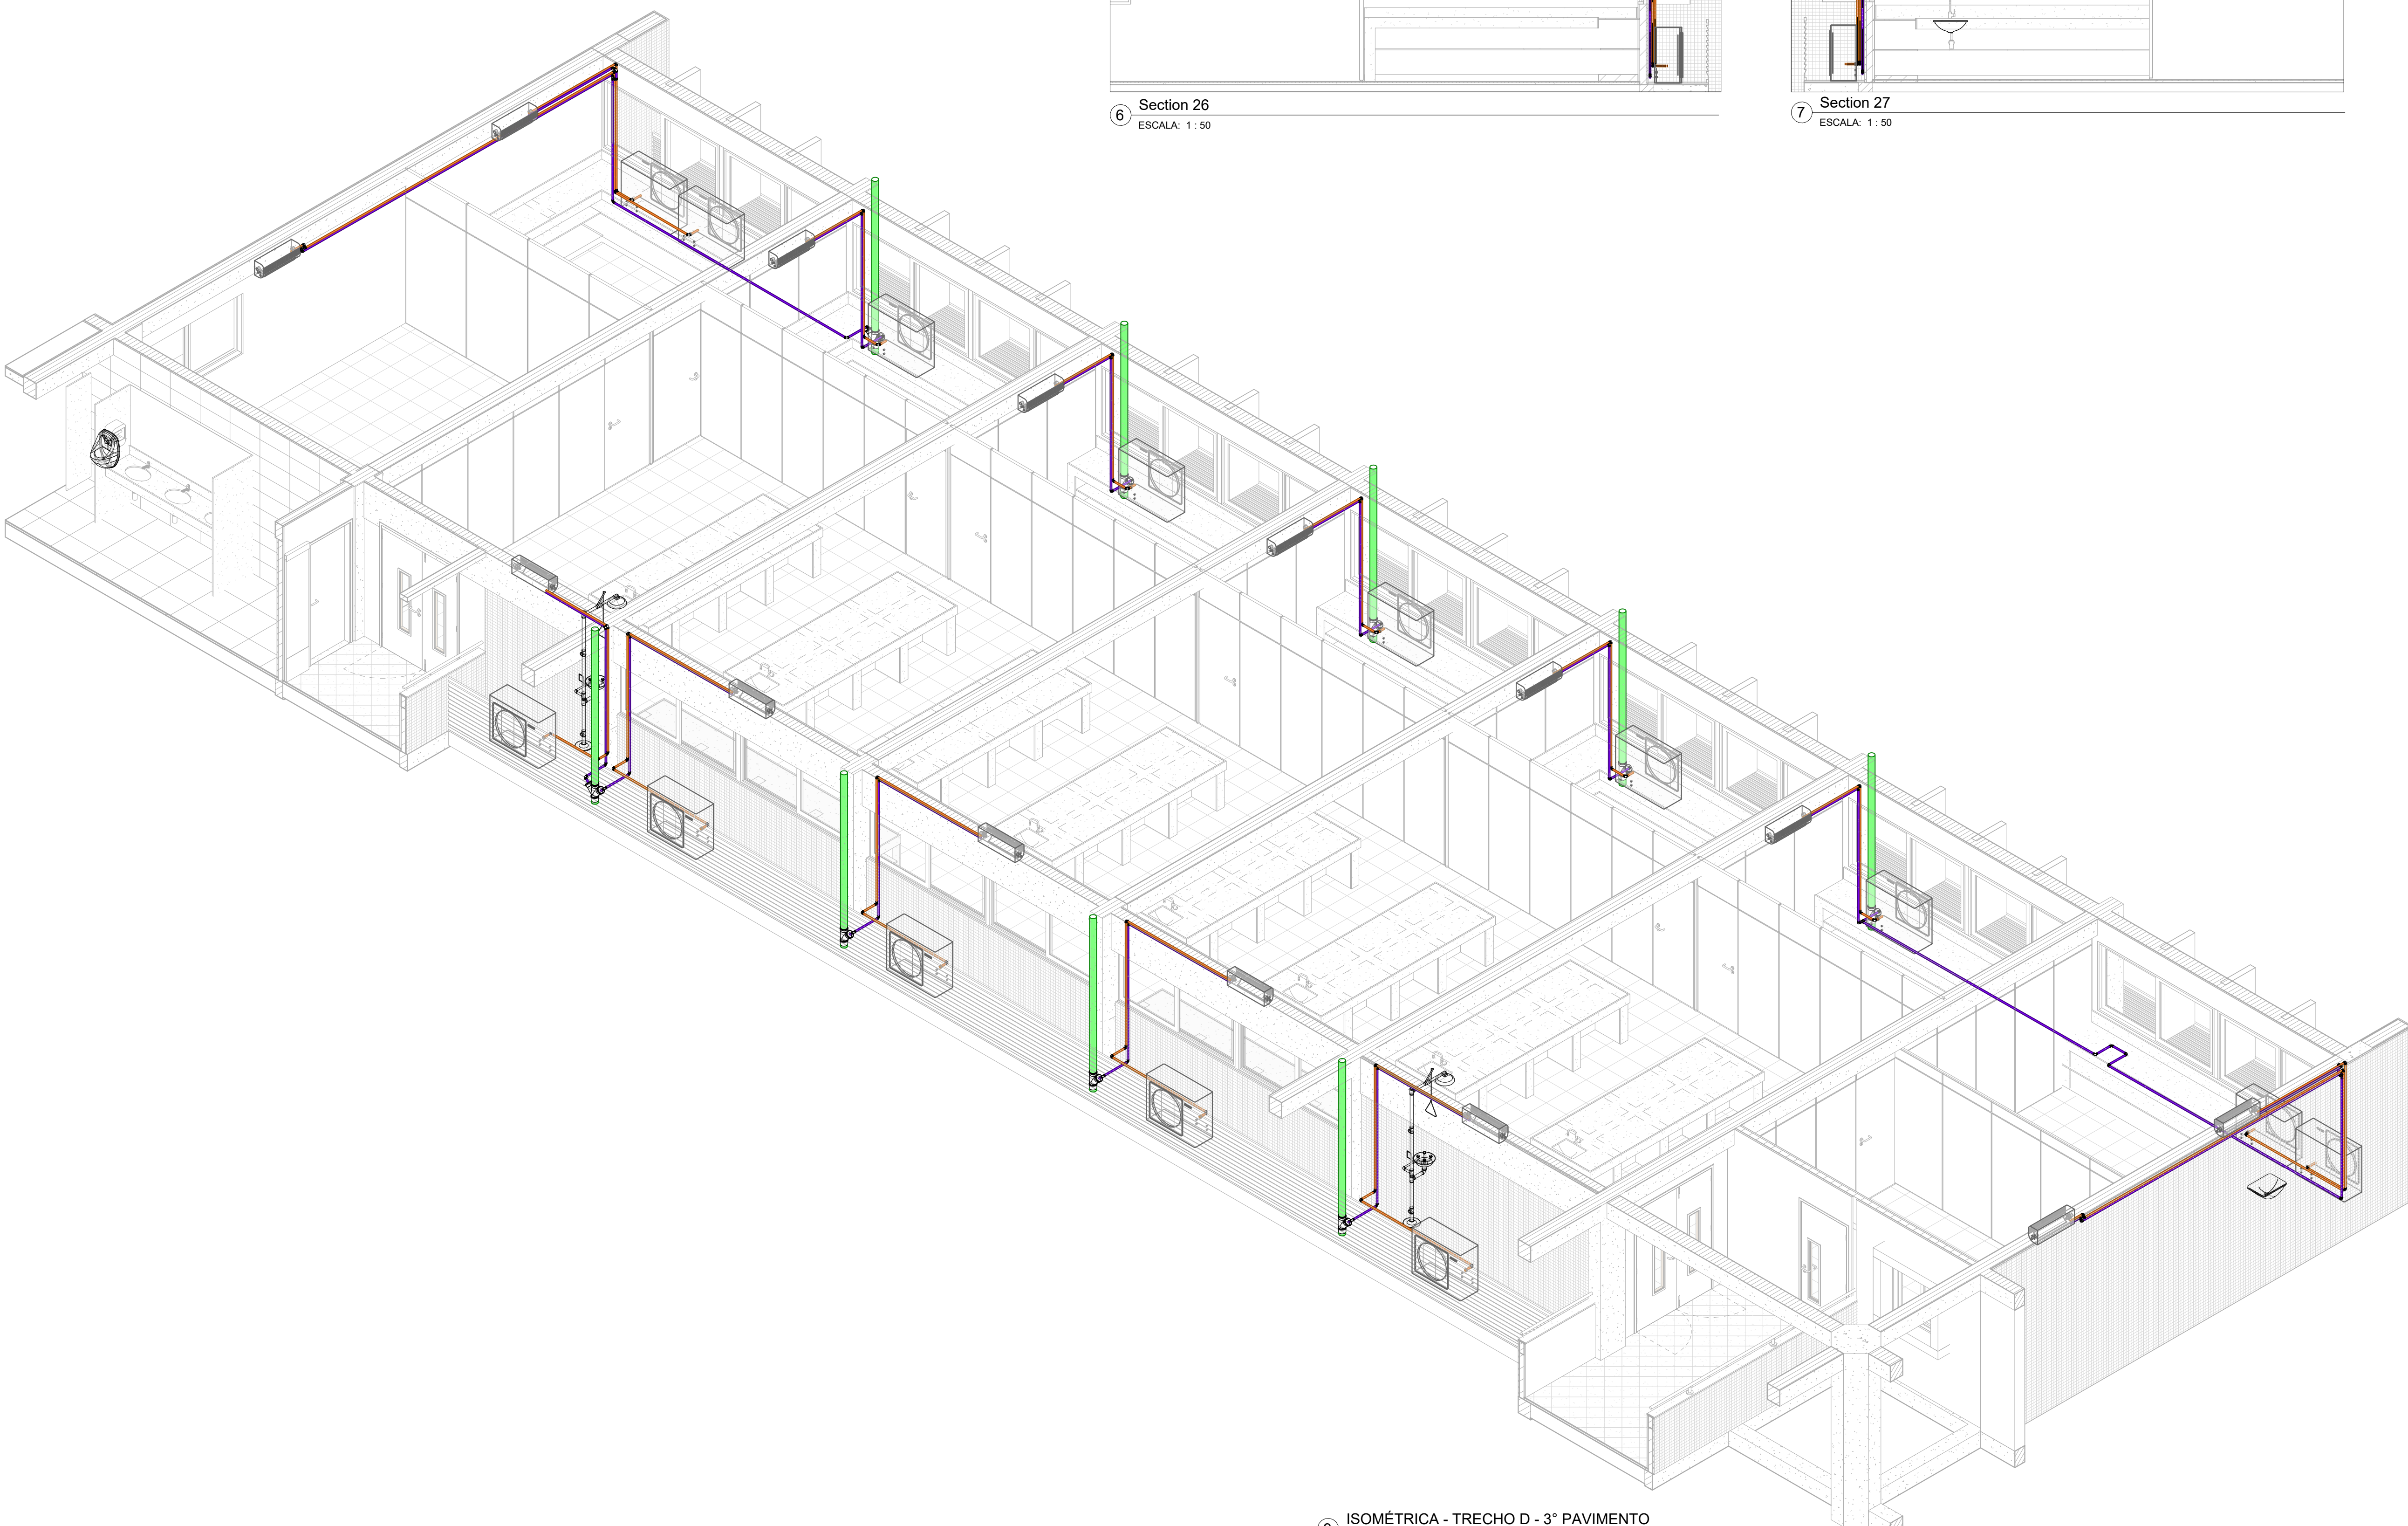 6 Section 26
ESCALA: 1 : 50
7 Section 27
ESCALA: 1 : 50
ISOMÉTRICA - TRECHO D - 3° PAVIMENTO